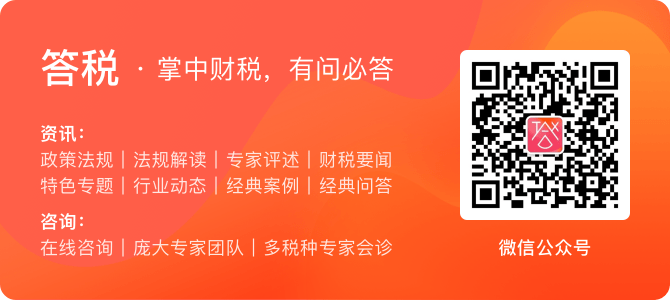 答税 · 掌中财税，有问必答
资讯：
政策法规｜法规解读｜专家评述｜财税要闻
特色专题｜行业动态｜经典案例｜经典问答
咨询：
在线咨询｜庞大专家团队｜多税种专家会诊
TAX
微信公众号